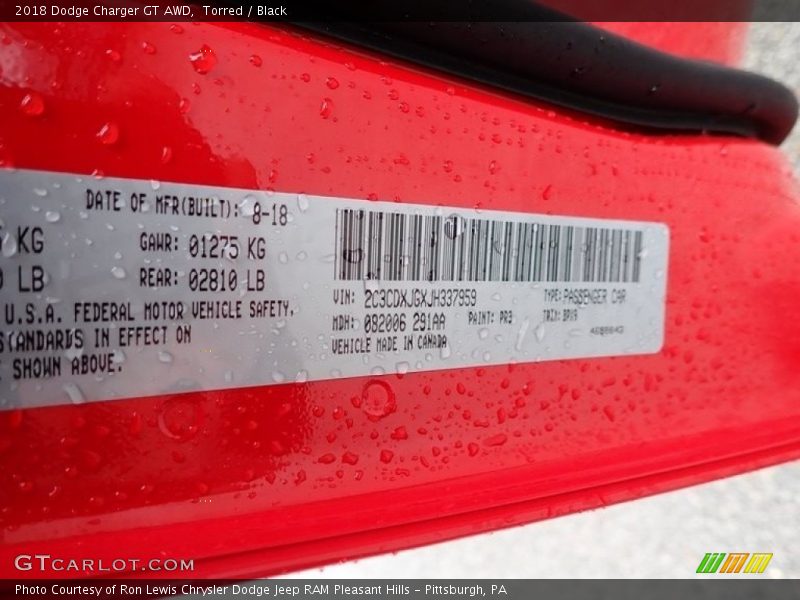 2018 Dodge Charger GT AWD, Torred / Black
DATE OF MFR(BUILT): 8-18
KG GAWR: 01275 KG
LB REAR: 02810 LB
U.S.A. FEDERAL MOTOR VEHICLE SAFETY.
STANDARDS IN EFFECT ON
SHOWN ABOVE.
VIN: 2C3CDXJGXJH337959 TYPE: PASSENGER CAR
MDH: 082006 291AA PAINT: PR3 TRIM: BPX9
VEHICLE MADE IN CANADA
GTCARLOT.COM
Photo Courtesy of Ron Lewis Chrysler Dodge Jeep RAM Pleasant Hills - Pittsburgh, PA